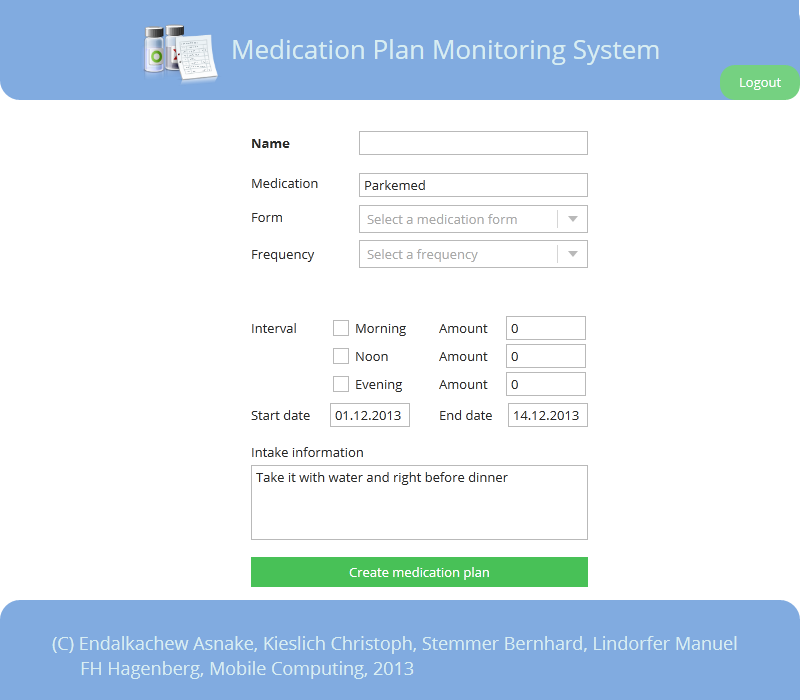 Medication Plan Monitoring System
Logout
Name
Medication Parkemed
Form Select a medication form
Frequency Select a frequency
Interval Morning Amount 0
Noon Amount 0
Evening Amount 0
Start date 01.12.2013 End date 14.12.2013
Intake information
Take it with water and right before dinner
Create medication plan
(C) Endalkachew Asnake, Kieslich Christoph, Stemmer Bernhard, Lindorfer Manuel
FH Hagenberg, Mobile Computing, 2013